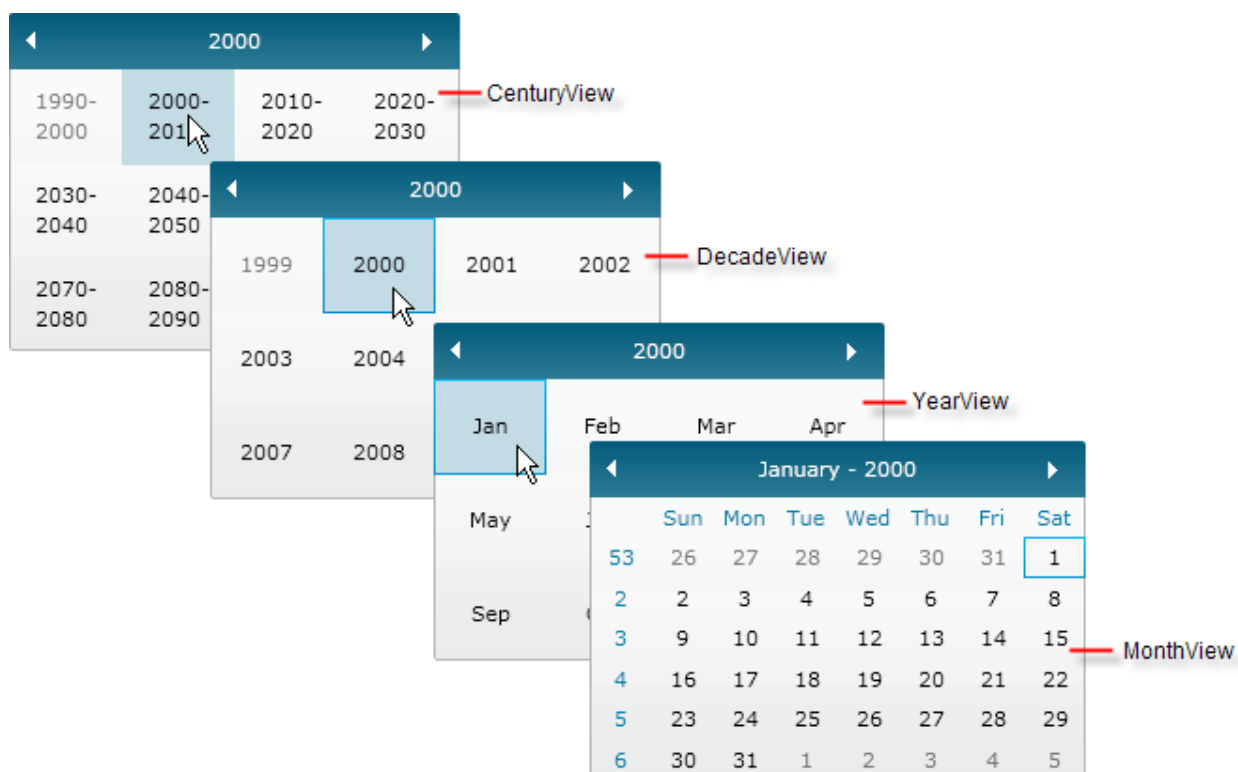 2000
1990- 2000- 2010- 2020-
2000 201 2020 2030
CenturyView
2030- 2040-
2040 2050
2070- 2080-
2080 2090
2000
1999 2000 2001 2002
DecadeView
2003 2004
2007 2008
2000
Jan Feb Mar Apr
YearView
May
Sep
January - 2000
Sun Mon Tue Wed Thu Fri Sat
53 26 27 28 29 30 31 1
2 2 3 4 5 6 7 8
3 9 10 11 12 13 14 15
MonthView
4 16 17 18 19 20 21 22
5 23 24 25 26 27 28 29
6 30 31 1 2 3 4 5